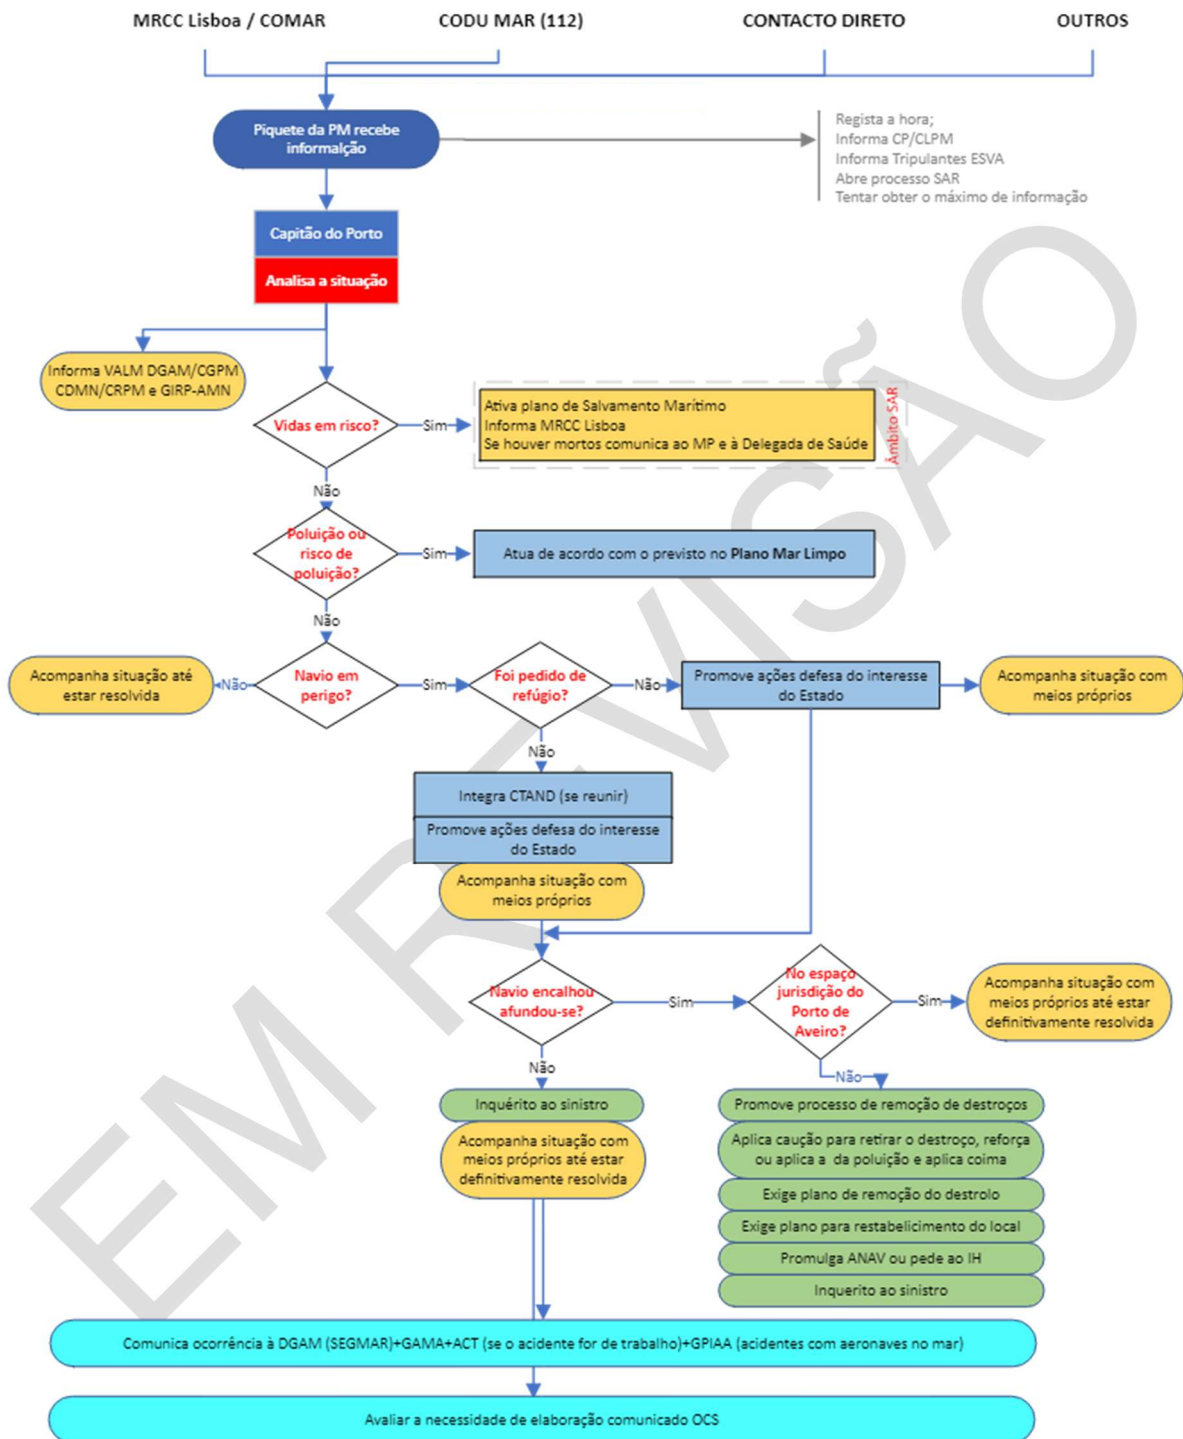 MRCC Lisboa / COMAR
CODU MAR (112)
CONTACTO DIRETO
OUTROS
Piquete da PM recebe
informalção
Regista a hora;
Informa CP/CLPM
Informa Tripulantes ESVA
Abre processo SAR
Tentar obter o máximo de informação
Capitão do Porto
Analisa a situação
Informa VALM DGAM/CGPM
CDMN/CRPM e GIRP-AMN
Vidas em risco?
Sim
Ativa plano de Salvamento Marítimo
Informa MRCC Lisboa
Se houver mortos comunica ao MP e à Delegada de Saúde
Âmbito SAR
Não
Poluição ou
risco de
poluição?
Sim
Atua de acordo com o previsto no Plano Mar Limpo
Não
Acompanha situação até
estar resolvida
Não
Navio em
perigo?
Sim
Foi pedido de
refúgio?
Não
Promove ações defesa do interesse
do Estado
Acompanha situação com
meios próprios
Não
Integra CTAND (se reunir)
Promove ações defesa do interesse
do Estado
Acompanha situação com
meios próprios
Navio encalhou
afundou-se?
Sim
No espaço
jurisdição do
Porto de
Aveiro?
Sim
Acompanha situação com
meios próprios até estar
definitivamente resolvida
Não
Não
Inquérito ao sinistro
Acompanha situação com
meios próprios até estar
definitivamente resolvida
Promove processo de remoção de destroços
Aplica caução para retirar o destroço, reforça
ou aplica a da poluição e aplica coima
Exige plano de remoção do destrolo
Exige plano para restabelicimento do local
Promulga ANAV ou pede ao IH
Inquerito ao sinistro
Comunica ocorrência à DGAM (SEGMAR)+GAMA+ACT (se o acidente for de trabalho)+GPIAA (acidentes com aeronaves no mar)
Avaliar a necessidade de elaboração comunicado OCS
EM REVISÃO